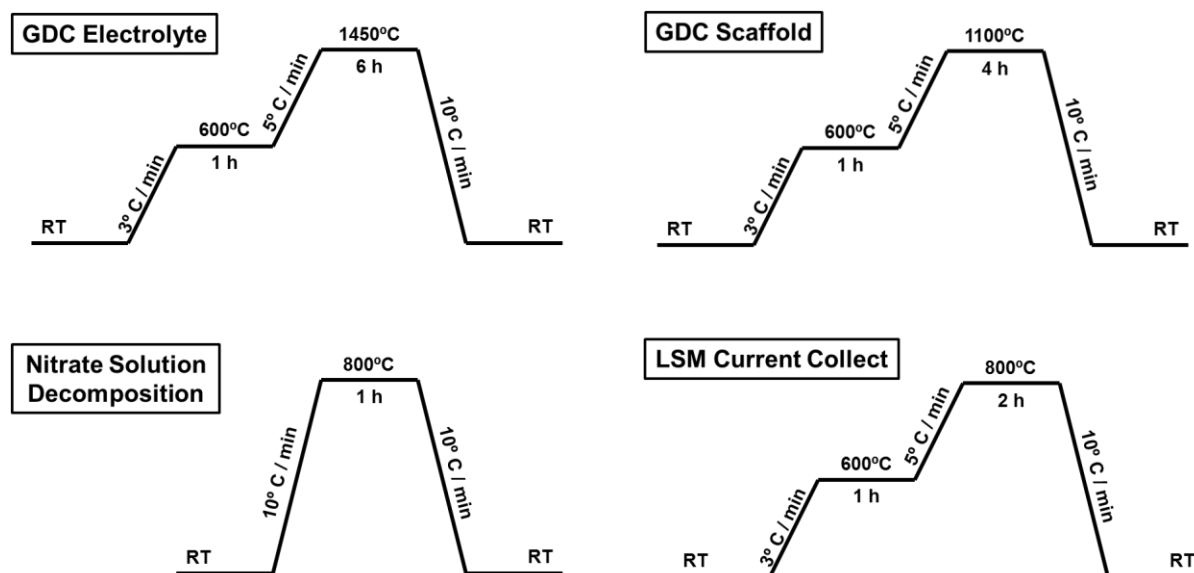 GDC Electrolyte
1450ºC
6 h
5º C / min
600ºC
1 h
3º C / min
10º C / min
RT
RT
GDC Scaffold
1100ºC
4 h
5º C / min
600ºC
1 h
3º C / min
10º C / min
RT
RT
Nitrate Solution
Decomposition
800ºC
1 h
10º C / min
10º C / min
RT
RT
LSM Current Collect
800ºC
2 h
5º C / min
600ºC
1 h
3º C / min
10º C / min
RT
RT